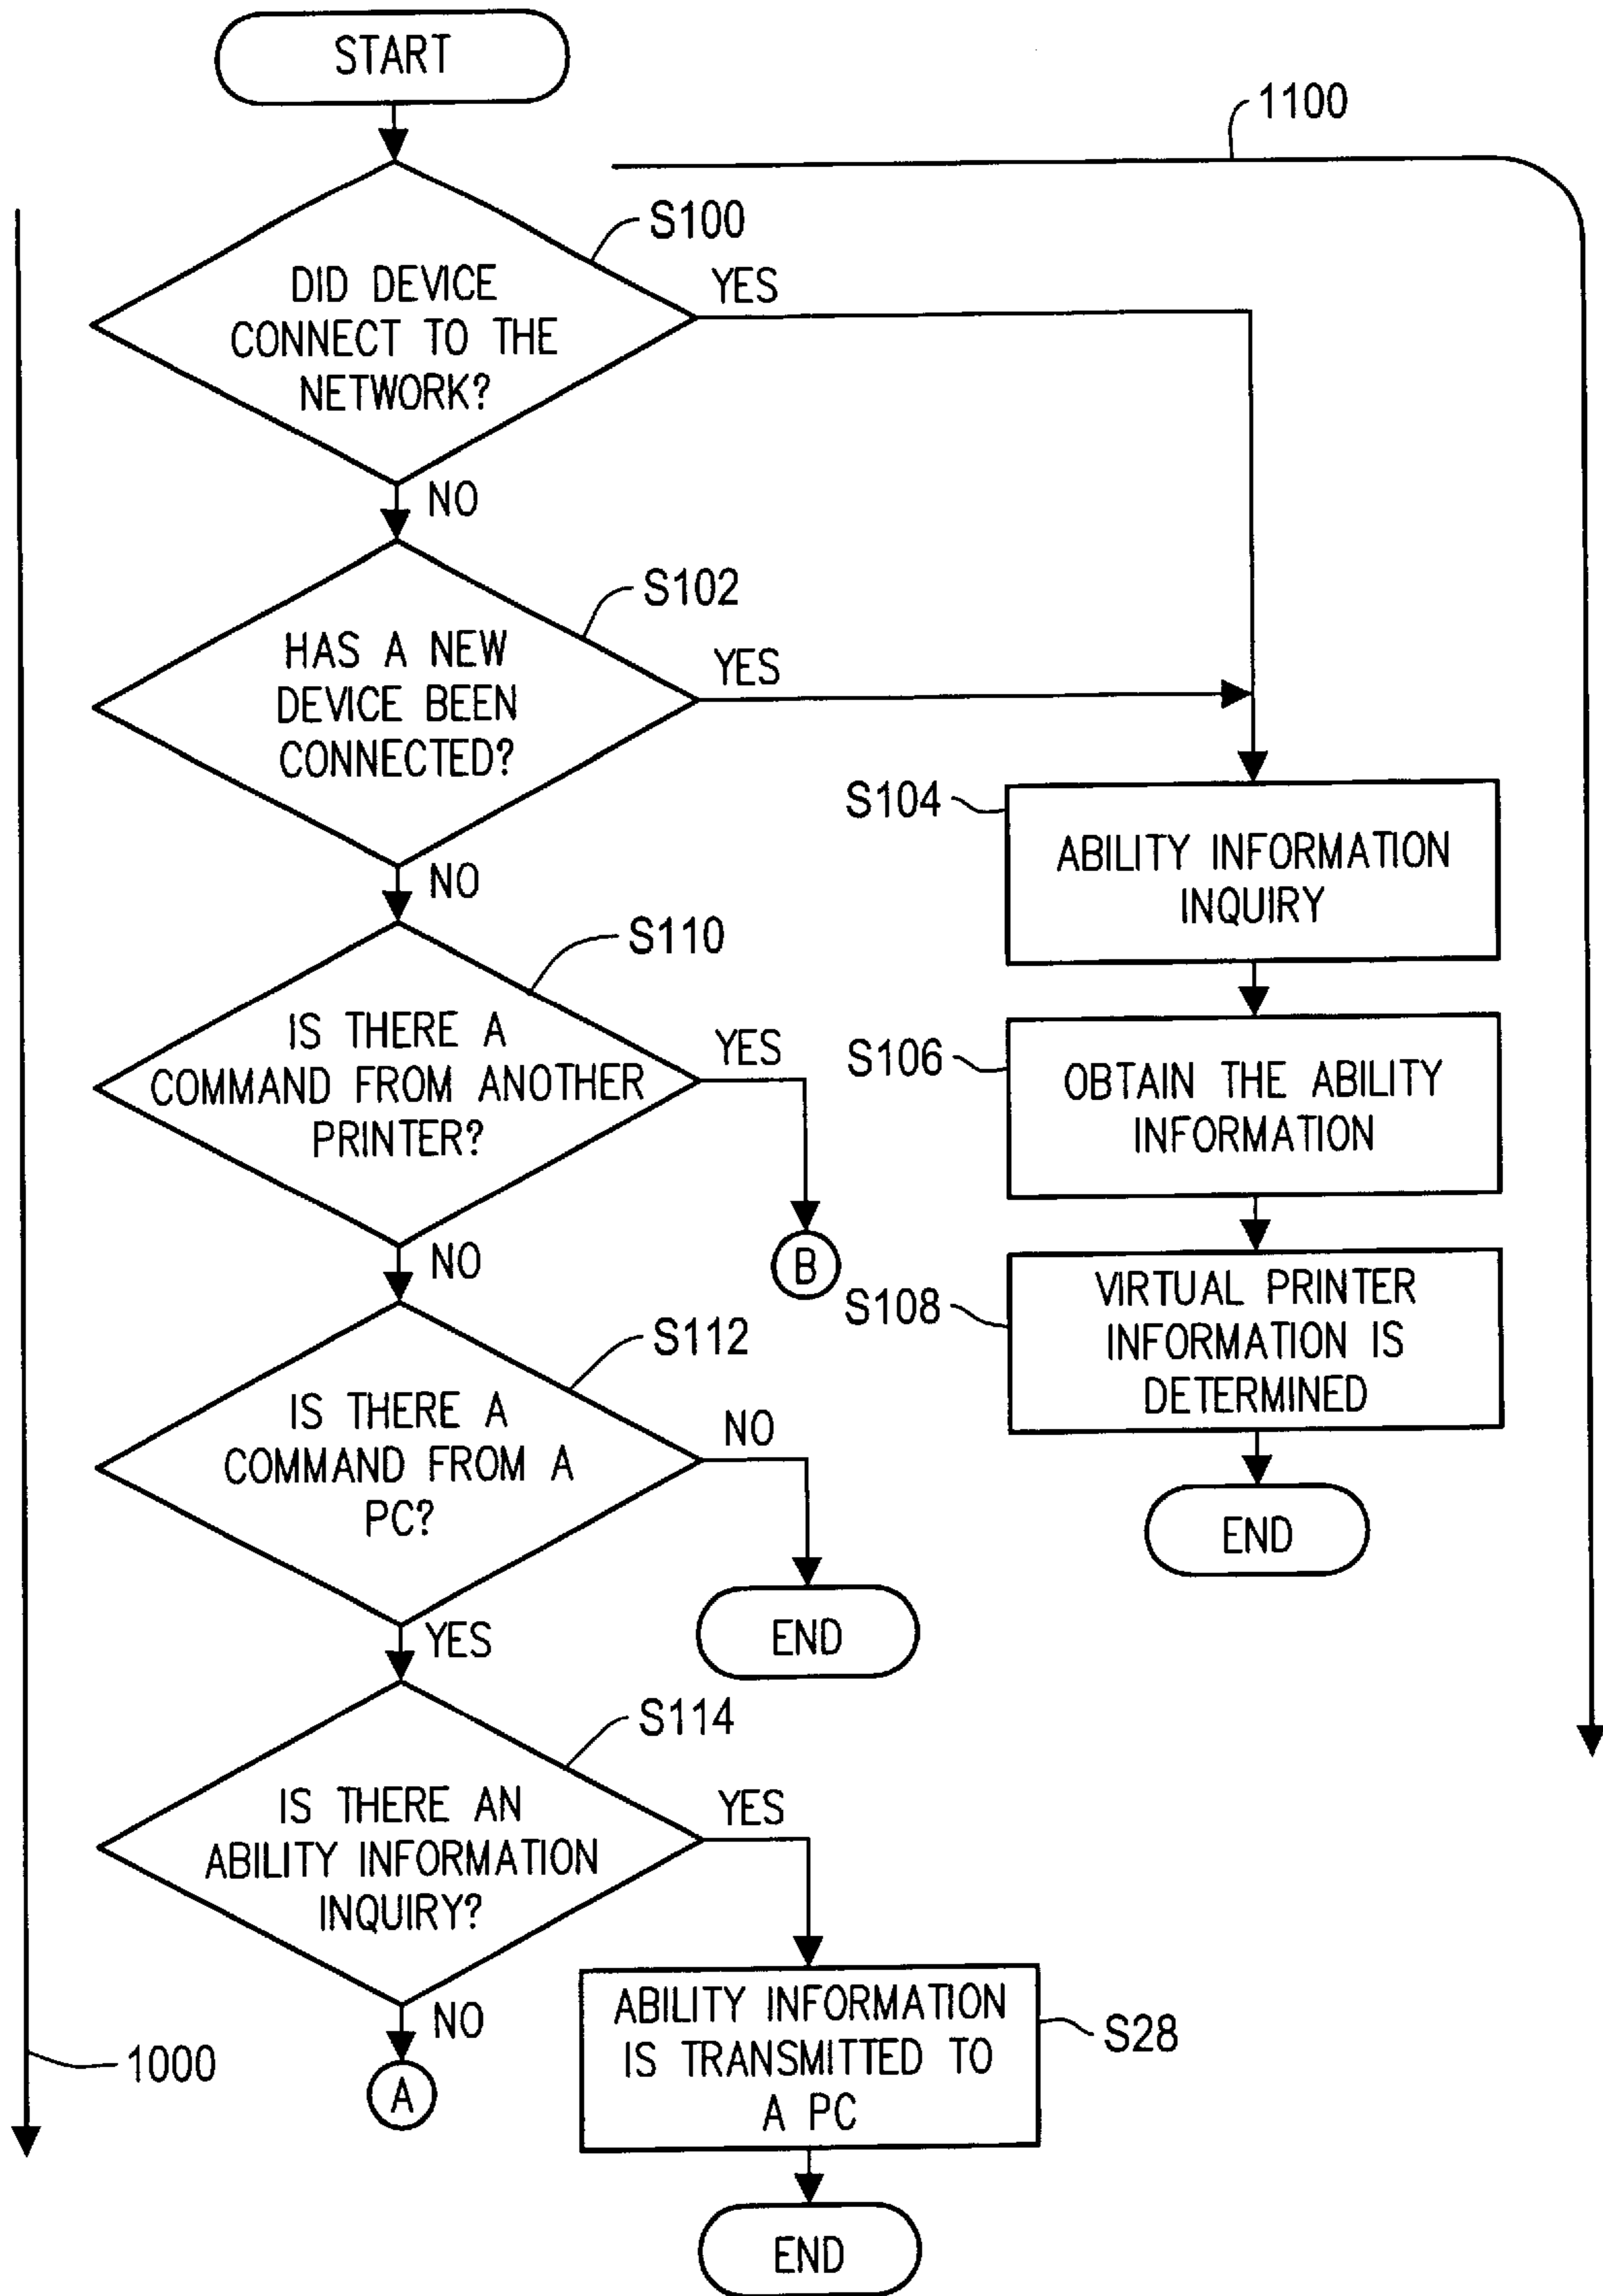 START
1100
S100
DID DEVICE
CONNECT TO THE
NETWORK?
YES
NO
S102
HAS A NEW
DEVICE BEEN
CONNECTED?
YES
NO
S104
ABILITY INFORMATION
INQUIRY
S110
IS THERE A
COMMAND FROM ANOTHER
PRINTER?
YES
B
NO
S106
OBTAIN THE ABILITY
INFORMATION
S108
VIRTUAL PRINTER
INFORMATION IS
DETERMINED
END
S112
IS THERE A
COMMAND FROM A
PC?
NO
END
YES
S114
IS THERE AN
ABILITY INFORMATION
INQUIRY?
YES
NO
A
1000
ABILITY INFORMATION
IS TRANSMITTED TO
A PC
S28
END